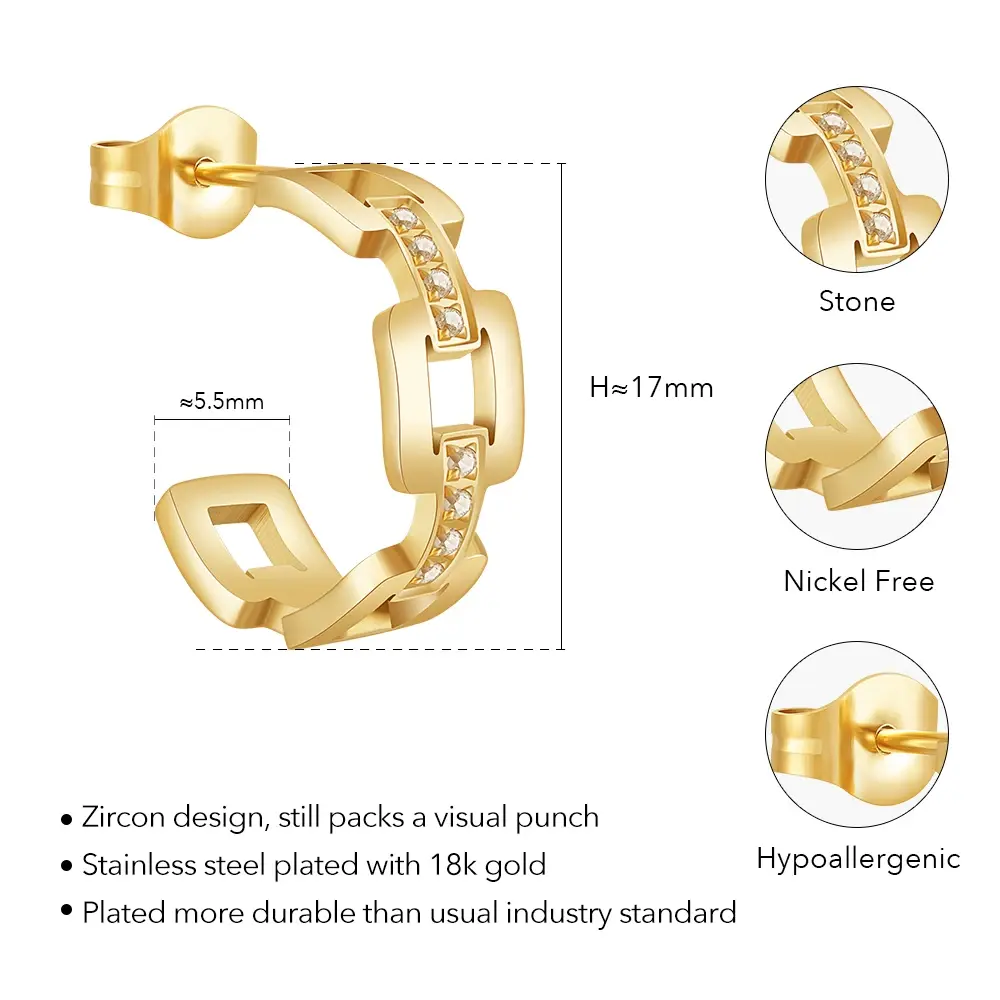 ≈5.5mm
H≈17mm
Stone
Nickel Free
Hypoallergenic
• Zircon design, still packs a visual punch
• Stainless steel plated with 18k gold
• Plated more durable than usual industry standard